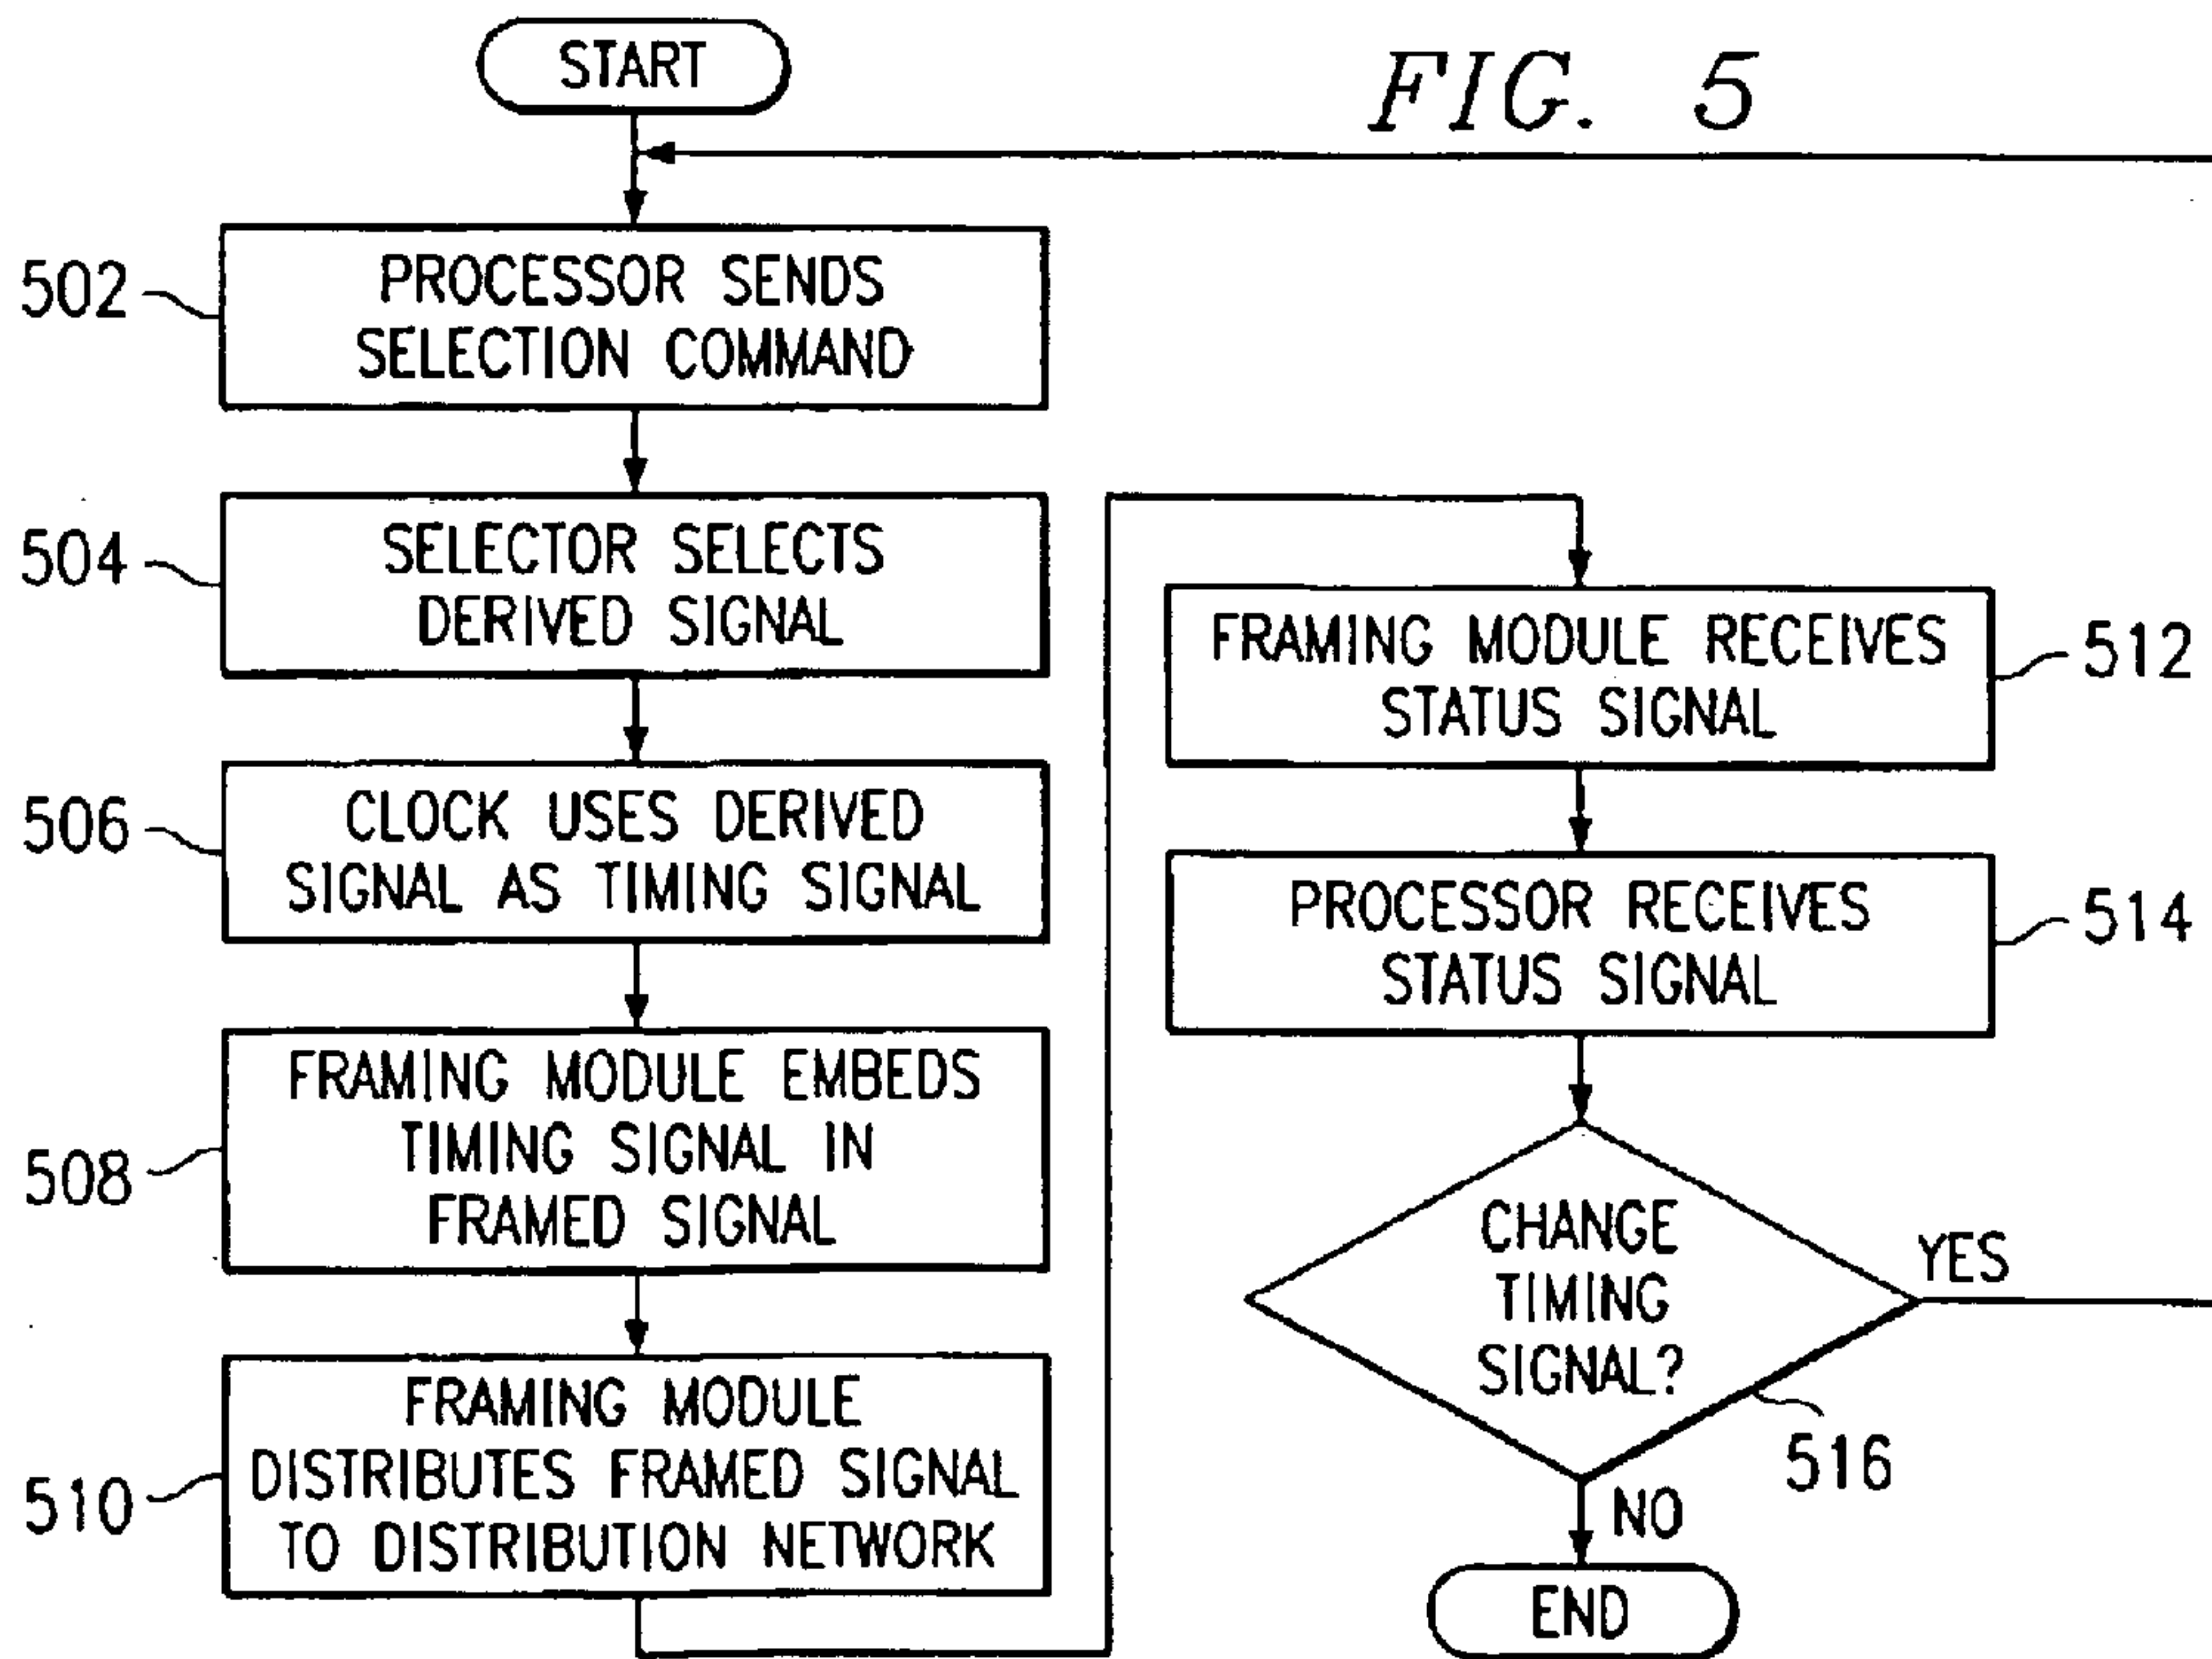 START
FIG. 5
502
PROCESSOR SENDS
SELECTION COMMAND
504
SELECTOR SELECTS
DERIVED SIGNAL
506
CLOCK USES DERIVED
SIGNAL AS TIMING SIGNAL
508
FRAMING MODULE EMBEDS
TIMING SIGNAL IN
FRAMED SIGNAL
510
FRAMING MODULE
DISTRIBUTES FRAMED SIGNAL
TO DISTRIBUTION NETWORK
FRAMING MODULE RECEIVES
STATUS SIGNAL
512
PROCESSOR RECEIVES
STATUS SIGNAL
514
CHANGE
TIMING
SIGNAL?
YES
516
NO
END